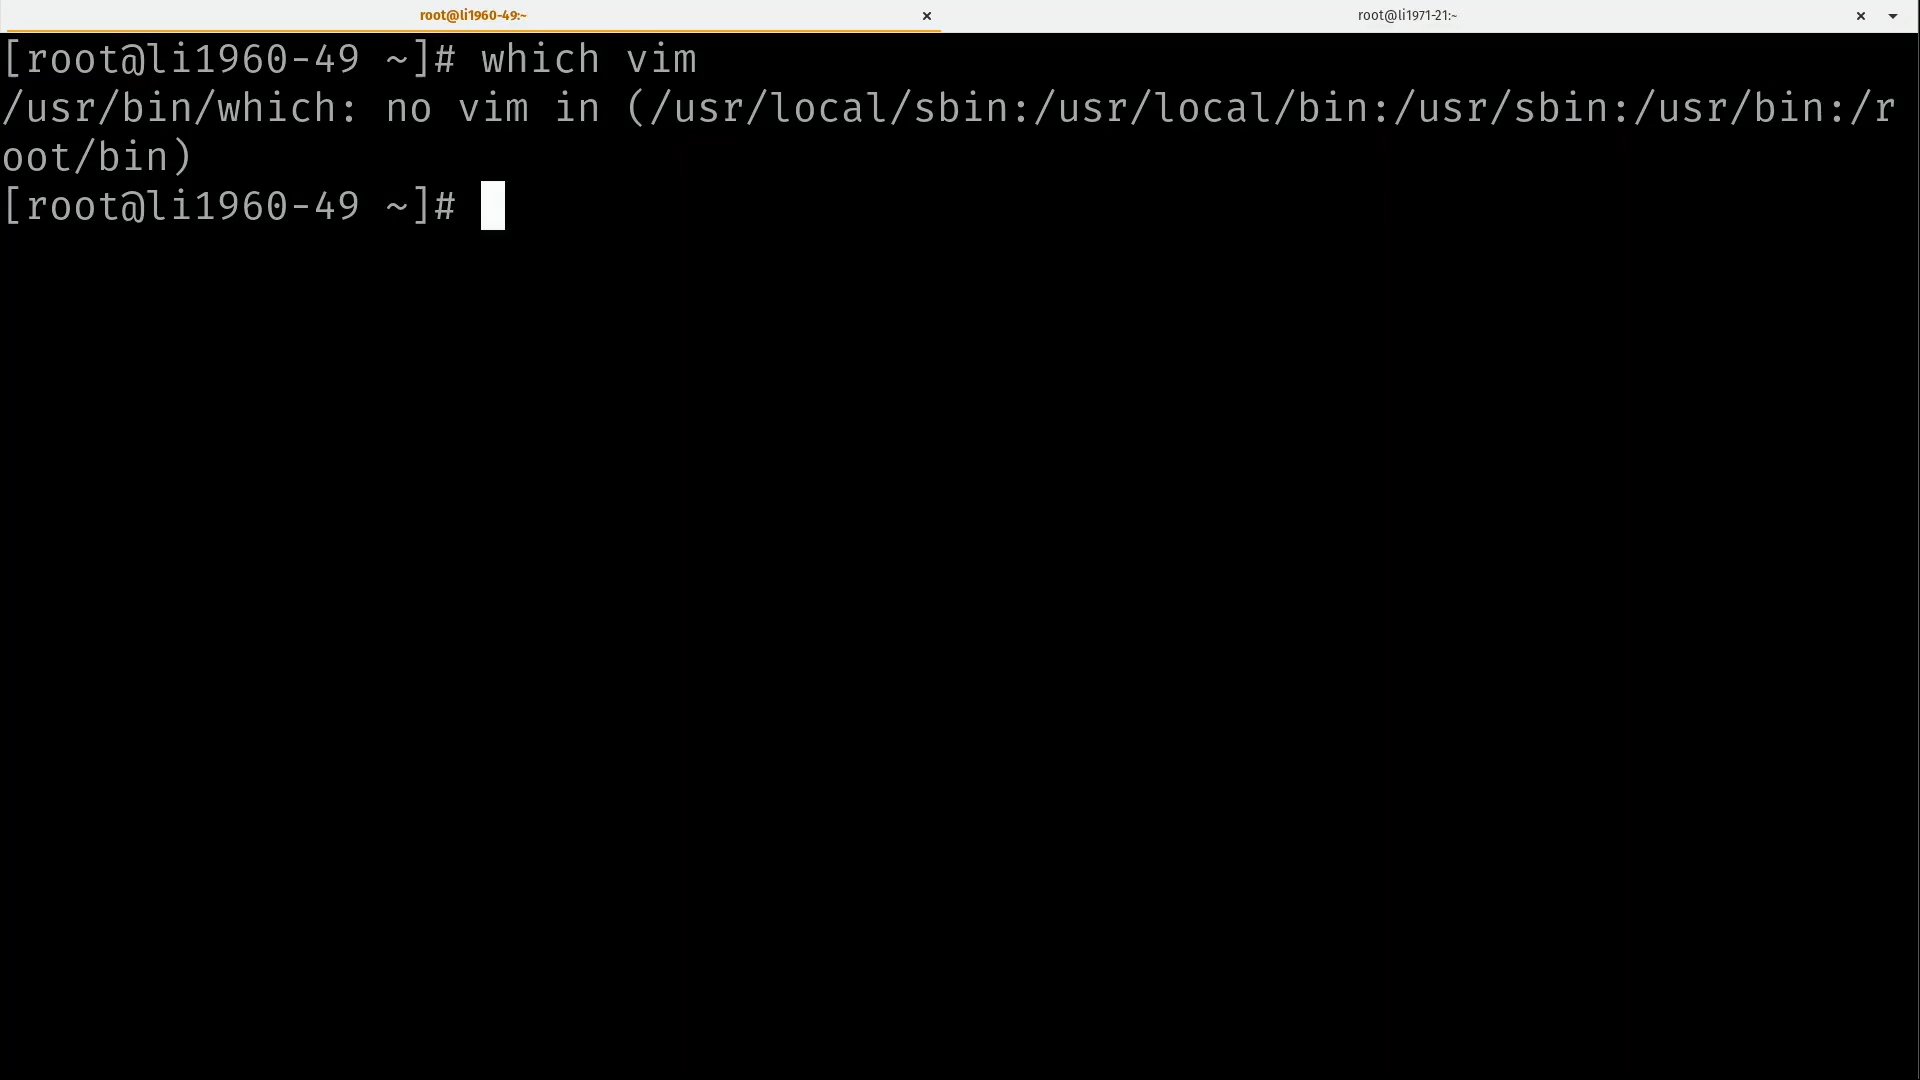 root@li1960-49:~ × root@li1971-21:~ ×
[root@li1960-49 ~]# which vim
/usr/bin/which: no vim in (/usr/local/sbin:/usr/local/bin:/usr/sbin:/usr/bin:/r
oot/bin)
[root@li1960-49 ~]#